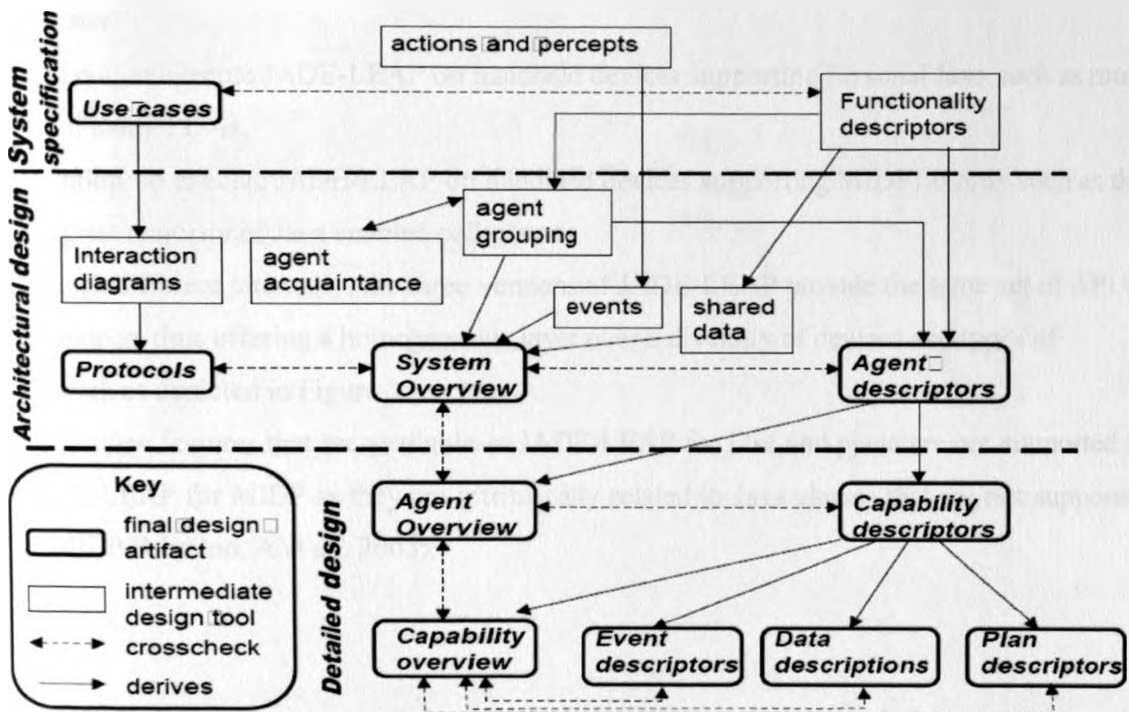 actions and percepts
Use cases
Functionality
descriptors
System
specification
agent
grouping
Interaction
diagrams
agent
acquaintance
events
shared
data
Protocols
System
Overview
Agent
descriptors
Architectural design
Key
final design
artifact
intermediate
design tool
crosscheck
derives
Agent
Overview
Capability
descriptors
Capability
overview
Event
descriptors
Data
descriptions
Plan
descriptors
Detailed design